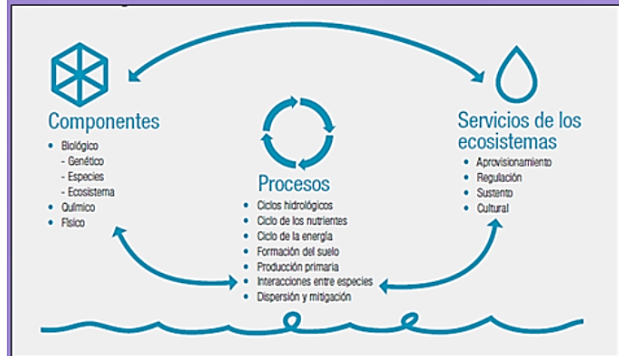 Componentes
• Biológico
- Genético
- Especies
- Ecosistema
• Químico
• Físico
Procesos
• Ciclos hidrológicos
• Ciclo de los nutrientes
• Ciclo de la energía
• Formación del suelo
• Producción primaria
• Interacciones entre especies
• Dispersión y mitigación
Servicios de los
ecosistemas
• Aprovisionamiento
• Regulación
• Sustento
• Cultural